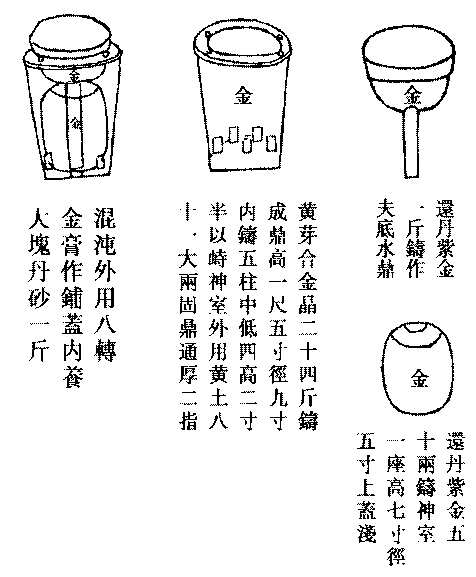 金
還丹紫金
一斤鑄作
夫底水鼎
金
還丹紫金五
十兩鑄神室
一座高七寸徑
五寸上蓋淺
金
黄芽合金晶二十四斤鑄
成鼎高一尺五寸徑九寸
内鑄五柱中低四高二寸
半以峙神室外用黄土八
十、大兩固鼎通厚二指
金
金
混沌外用八轉
金膏作鋪蓋内養
大塊丹砂一斤